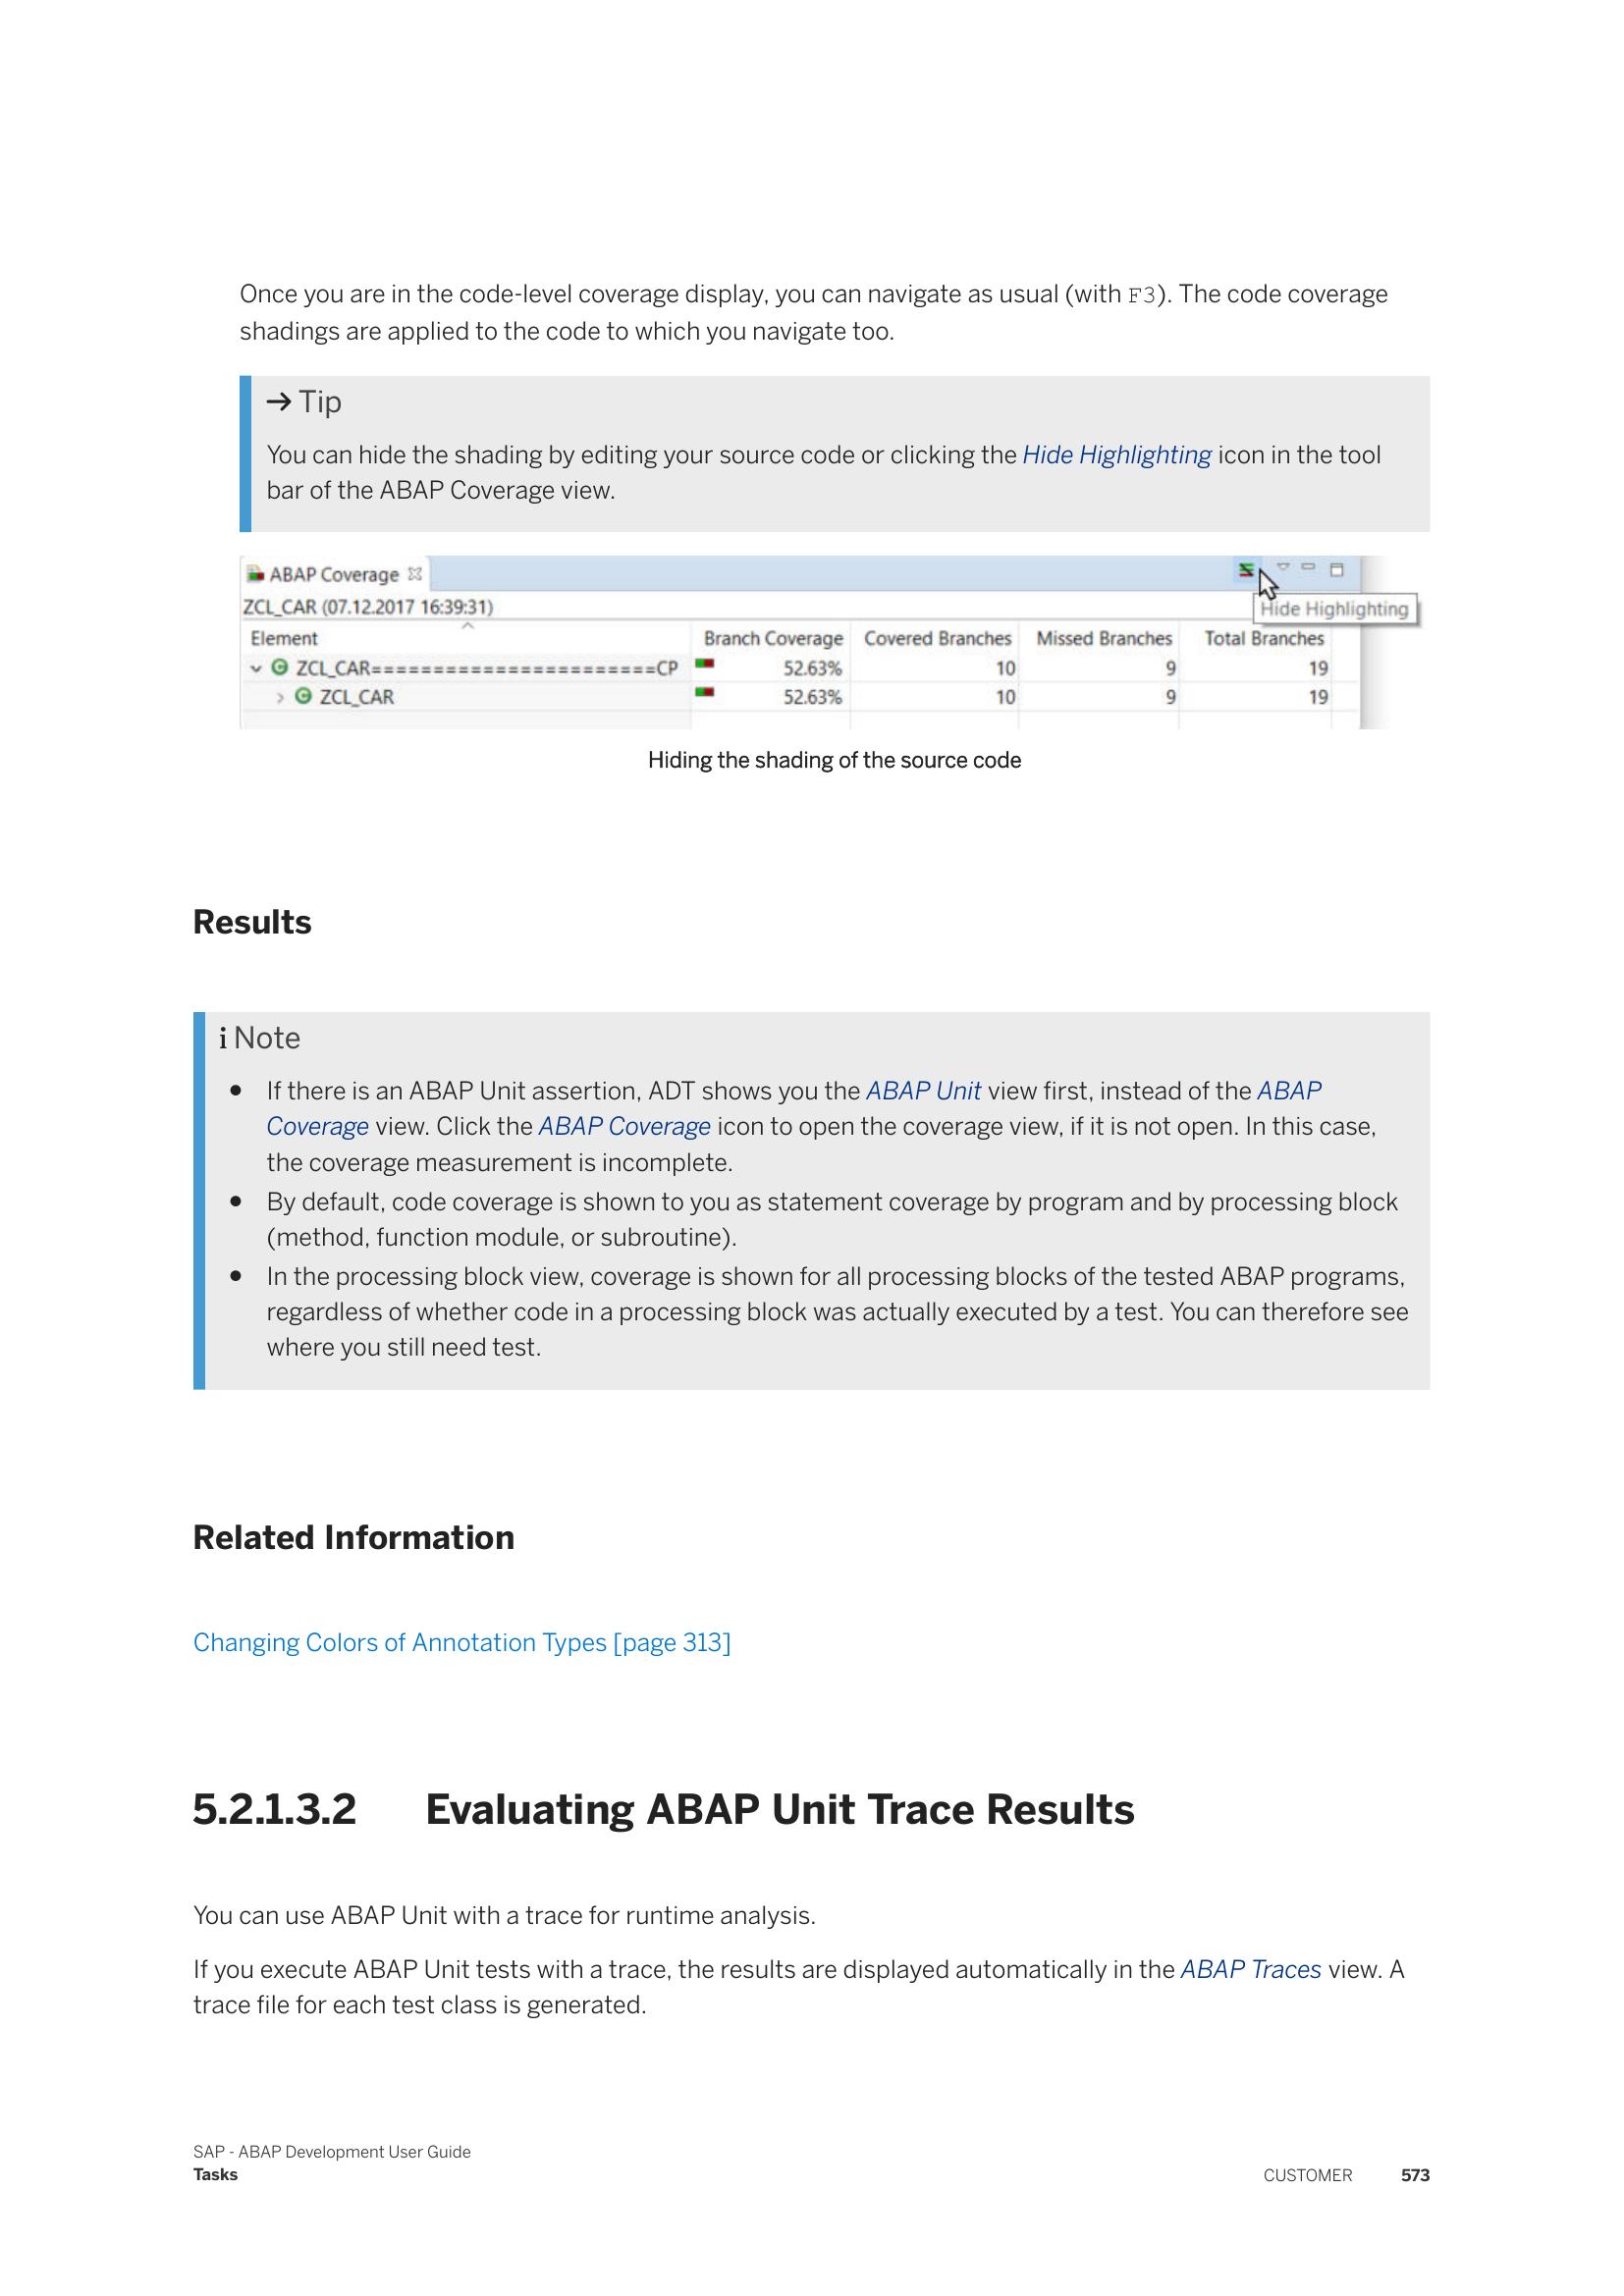 Once you are in the code-level coverage display, you can navigate as usual (with F3). The code coverage
shadings are applied to the code to which you navigate too.
→ Tip
You can hide the shading by editing your source code or clicking the Hide Highlighting icon in the tool
bar of the ABAP Coverage view.
ABAP Coverage
ZCL_CAR (07.12.2017 16:39:31)
Hide Highlighting
Element Branch Coverage Covered Branches Missed Branches Total Branches
ZCL_CAR=======================CP 52.63% 10 9 19
ZCL_CAR 52.63% 10 9 19
Hiding the shading of the source code
Results
i Note
• If there is an ABAP Unit assertion, ADT shows you the ABAP Unit view first, instead of the ABAP
Coverage view. Click the ABAP Coverage icon to open the coverage view, if it is not open. In this case,
the coverage measurement is incomplete.
• By default, code coverage is shown to you as statement coverage by program and by processing block
(method, function module, or subroutine).
• In the processing block view, coverage is shown for all processing blocks of the tested ABAP programs,
regardless of whether code in a processing block was actually executed by a test. You can therefore see
where you still need test.
Related Information
Changing Colors of Annotation Types [page 313]
5.2.1.3.2 Evaluating ABAP Unit Trace Results
You can use ABAP Unit with a trace for runtime analysis.
If you execute ABAP Unit tests with a trace, the results are displayed automatically in the ABAP Traces view. A
trace file for each test class is generated.
SAP - ABAP Development User Guide
Tasks
CUSTOMER 573